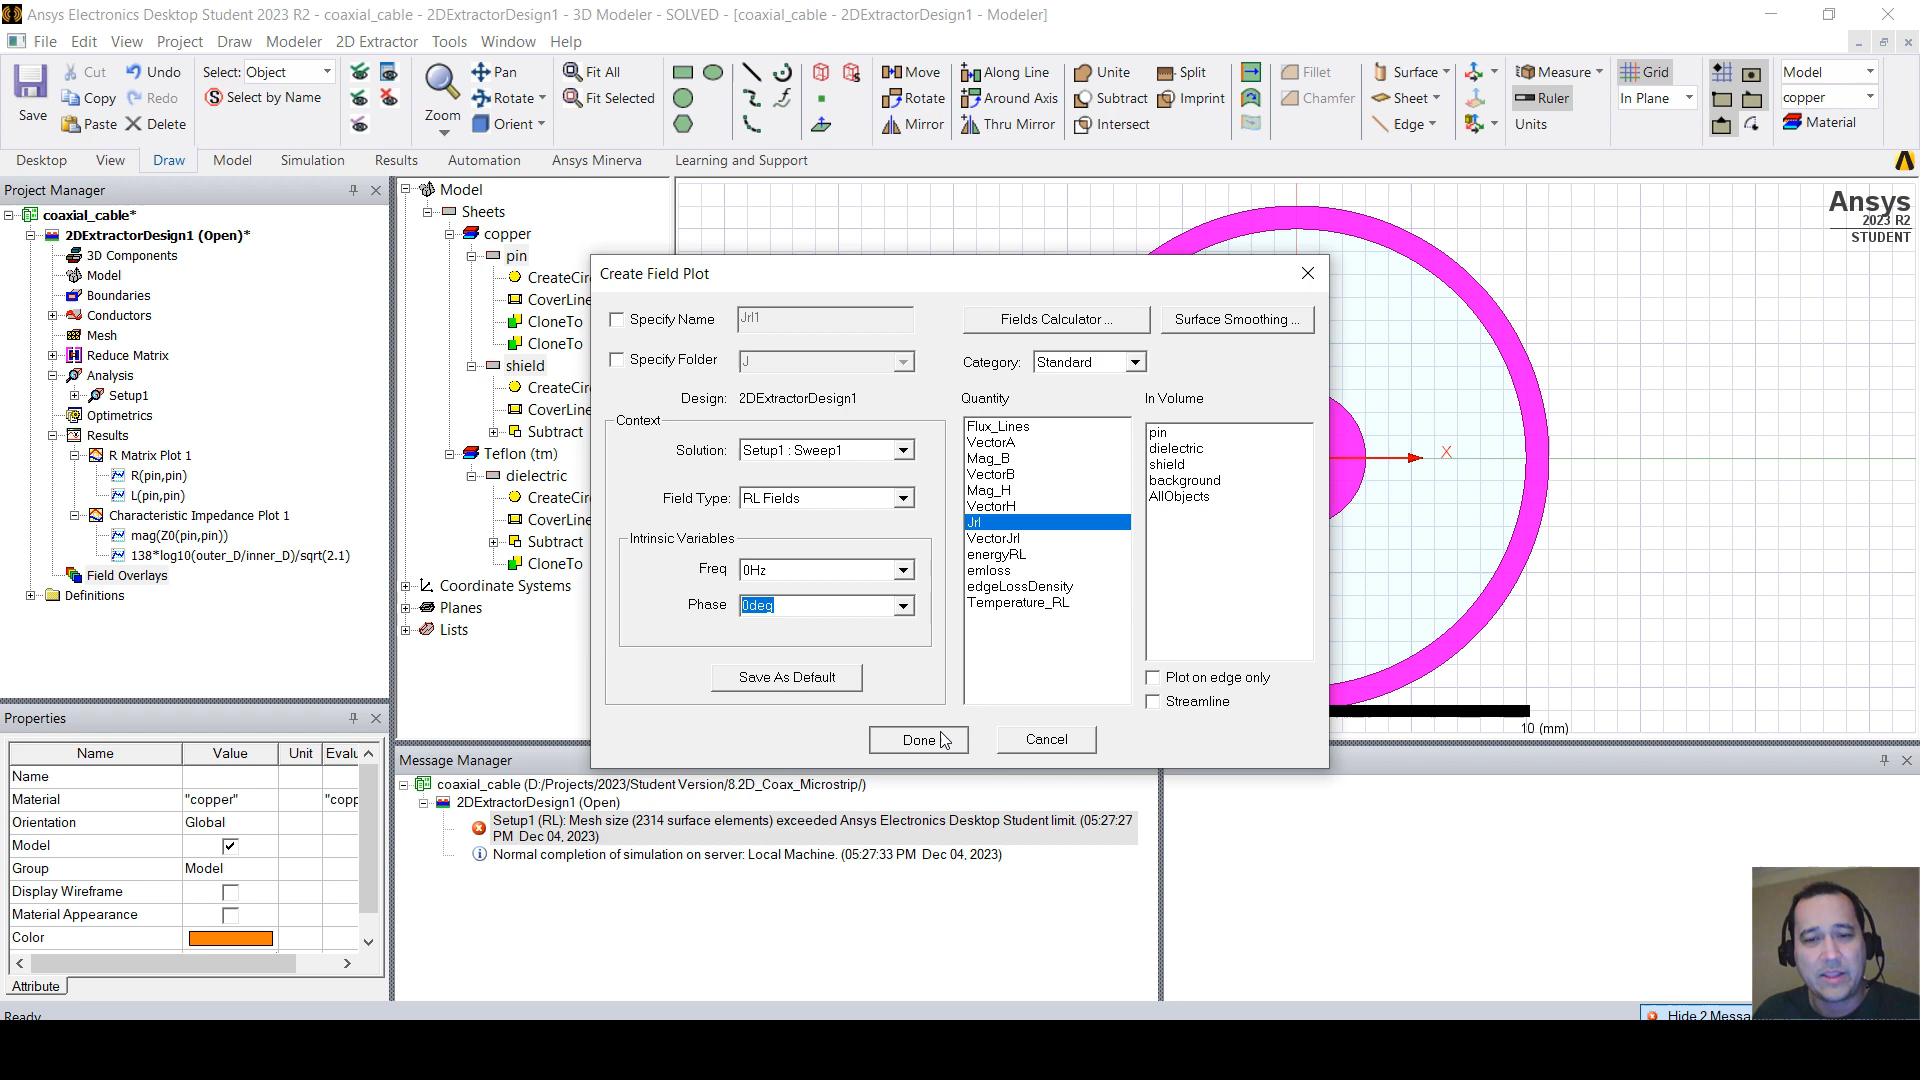 Ansys Electronics Desktop Student 2023 R2 - coaxial_cable - 2DExtractorDesign1 - 3D Modeler - SOLVED - [coaxial_cable - 2DExtractorDesign1 - Modeler]
File Edit View Project Draw Modeler 2D Extractor Tools Window Help
Save
Cut
Copy
Paste
Undo
Redo
Delete
Select: Object
Select by Name
Zoom
Pan
Rotate
Orient
Fit All
Fit Selected
Move
Rotate
Mirror
Along Line
Around Axis
Thru Mirror
Unite
Subtract
Intersect
Split
Imprint
Fillet
Chamfer
Surface
Sheet
Edge
Measure
Ruler
Units
Grid
In Plane
Model
copper
Material
Desktop View Draw Model Simulation Results Automation Ansys Minerva Learning and Support
Project Manager
coaxial_cable*
2DExtractorDesign1 (Open)*
3D Components
Model
Boundaries
Conductors
Mesh
Reduce Matrix
Analysis
Setup1
Optimetrics
Results
R Matrix Plot 1
R(pin,pin)
L(pin,pin)
Characteristic Impedance Plot 1
mag(Z0(pin,pin))
138*log10(outer_D/inner_D)/sqrt(2.1)
Field Overlays
Definitions
Model
Sheets
copper
pin
CreateCir
CoverLine
CloneTo
CloneTo
shield
CreateCir
CoverLine
Subtract
Teflon (tm)
dielectric
CreateCir
CoverLine
Subtract
CloneTo
Coordinate Systems
Planes
Lists
Create Field Plot
Specify Name Jrl1
Fields Calculator ...
Surface Smoothing ...
Specify Folder J
Category: Standard
Design: 2DExtractorDesign1
Quantity
In Volume
Context
Solution: Setup1 : Sweep1
Field Type: RL Fields
Intrinsic Variables
Freq 0Hz
Phase 0deg
Save As Default
Flux_Lines
VectorA
Mag_B
VectorB
Mag_H
VectorH
Jrl
VectorJrl
energyRL
emloss
edgeLossDensity
Temperature_RL
pin
dielectric
shield
background
AllObjects
Plot on edge only
Streamline
Done
Cancel
Ansys
2023 R2
STUDENT
X
10 (mm)
Properties
Name Value Unit Evalu
Name
Material "copper" "copp
Orientation Global
Model
Group Model
Display Wireframe
Material Appearance
Color
Attribute
Message Manager
coaxial_cable (D:/Projects/2023/Student Version/8.2D_Coax_Microstrip/)
2DExtractorDesign1 (Open)
Setup1 (RL): Mesh size (2314 surface elements) exceeded Ansys Electronics Desktop Student limit. (05:27:27
PM Dec 04, 2023)
Normal completion of simulation on server: Local Machine. (05:27:33 PM Dec 04, 2023)
Ready
Hide 2 Messa